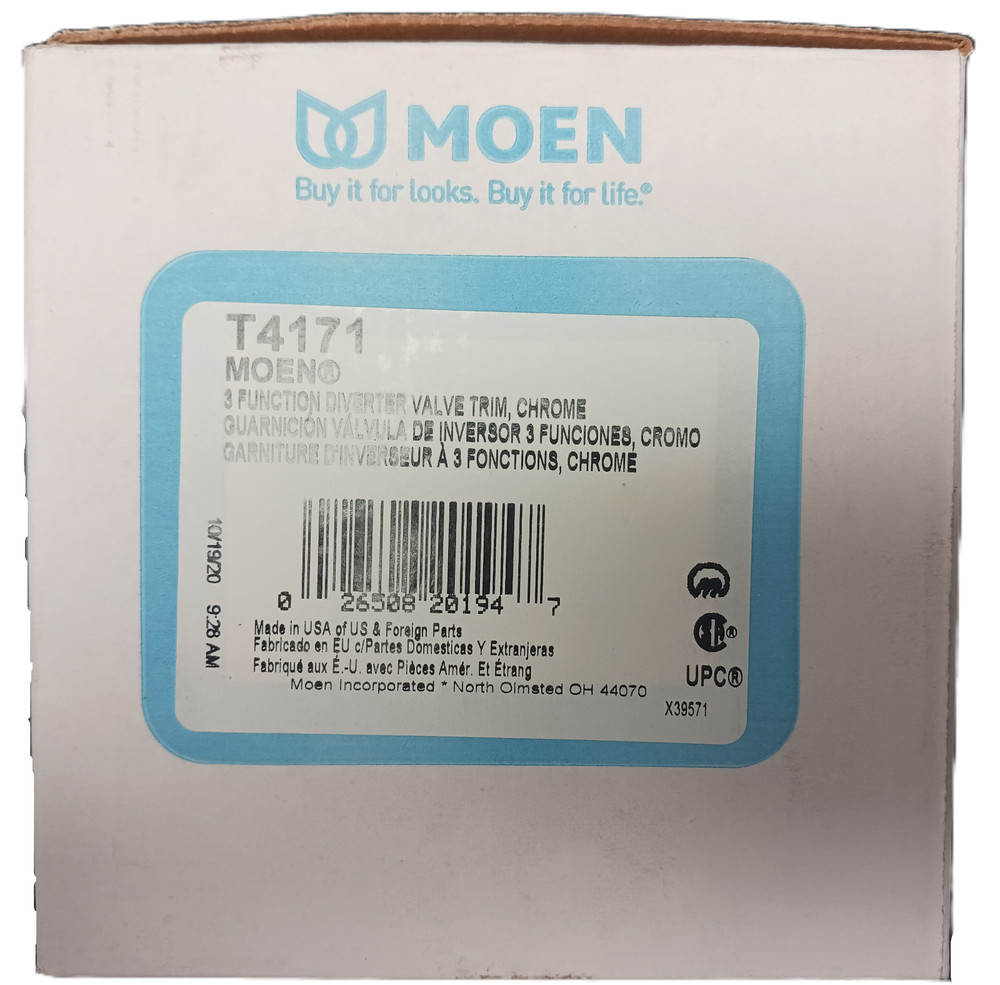 MOEN
Buy it for looks. Buy it for life.®
T4171
MOEN®
3 FUNCTION DIVERTER VALVE TRIM, CHROME
GUARNICIÓN VÁLVULA DE INVERSOR 3 FUNCIONES, CROMO
GARNITURE D'INVERSEUR À 3 FONCTIONS, CHROME
10/19/20 9:28 AM
0 26508 20194 7
Made in USA of US & Foreign Parts
Fabricado en EU c/Partes Domesticas Y Extranjeras
Fabriqué aux É.-U. avec Pièces Amér. Et Étrang
Moen Incorporated * North Olmsted OH 44070
®
UPC®
X39571